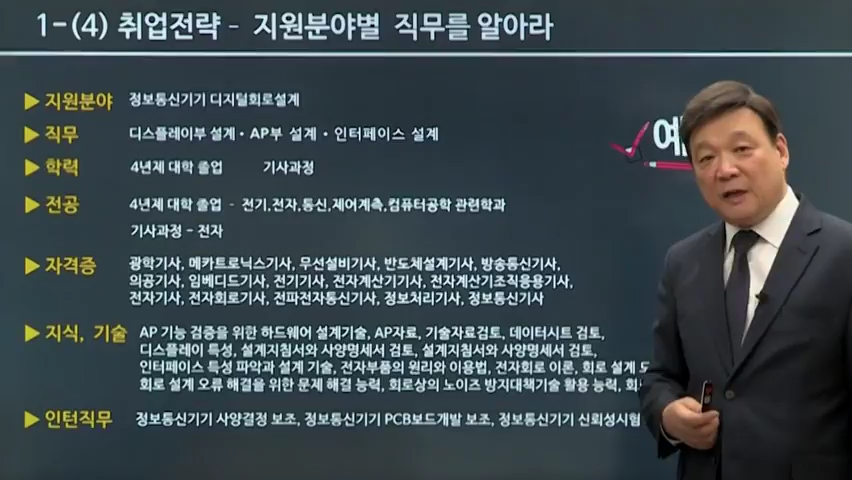 1-(4) 취업전략 - 지원분야별 직무를 알아라
▶ 지원분야 정보통신기기 디지털회로설계
▶ 직무 디스플레이부 설계・AP부 설계・인터페이스 설계
▶ 학력 4년제 대학 졸업 기사과정
▶ 전공 4년제 대학 졸업 - 전기,전자,통신,제어계측,컴퓨터공학 관련학과
기사과정 - 전자
▶ 자격증 광학기사, 메카트로닉스기사, 무선설비기사, 반도체설계기사, 방송통신기사,
의공기사, 임베디드기사, 전기기사, 전자계산기기사, 전자계산기조직응용기사,
전자기사, 전자회로기사, 전파전자통신기사, 정보처리기사, 정보통신기사
▶ 지식, 기술 AP 기능 검증을 위한 하드웨어 설계기술, AP자료, 기술자료검토, 데이터시트 검토,
디스플레이 특성, 설계지침서와 사양명세서 검토, 설계지침서와 사양명세서 검토,
인터페이스 특성 파악과 설계 기술, 전자부품의 원리와 이용법, 전자회로 이론, 회로 설계
회로 설계 오류 해결을 위한 문제 해결 능력, 회로상의 노이즈 방지대책기술 활용 능력,
▶ 인턴직무 정보통신기기 사양결정 보조, 정보통신기기 PCB보드개발 보조, 정보통신기기 신뢰성시험